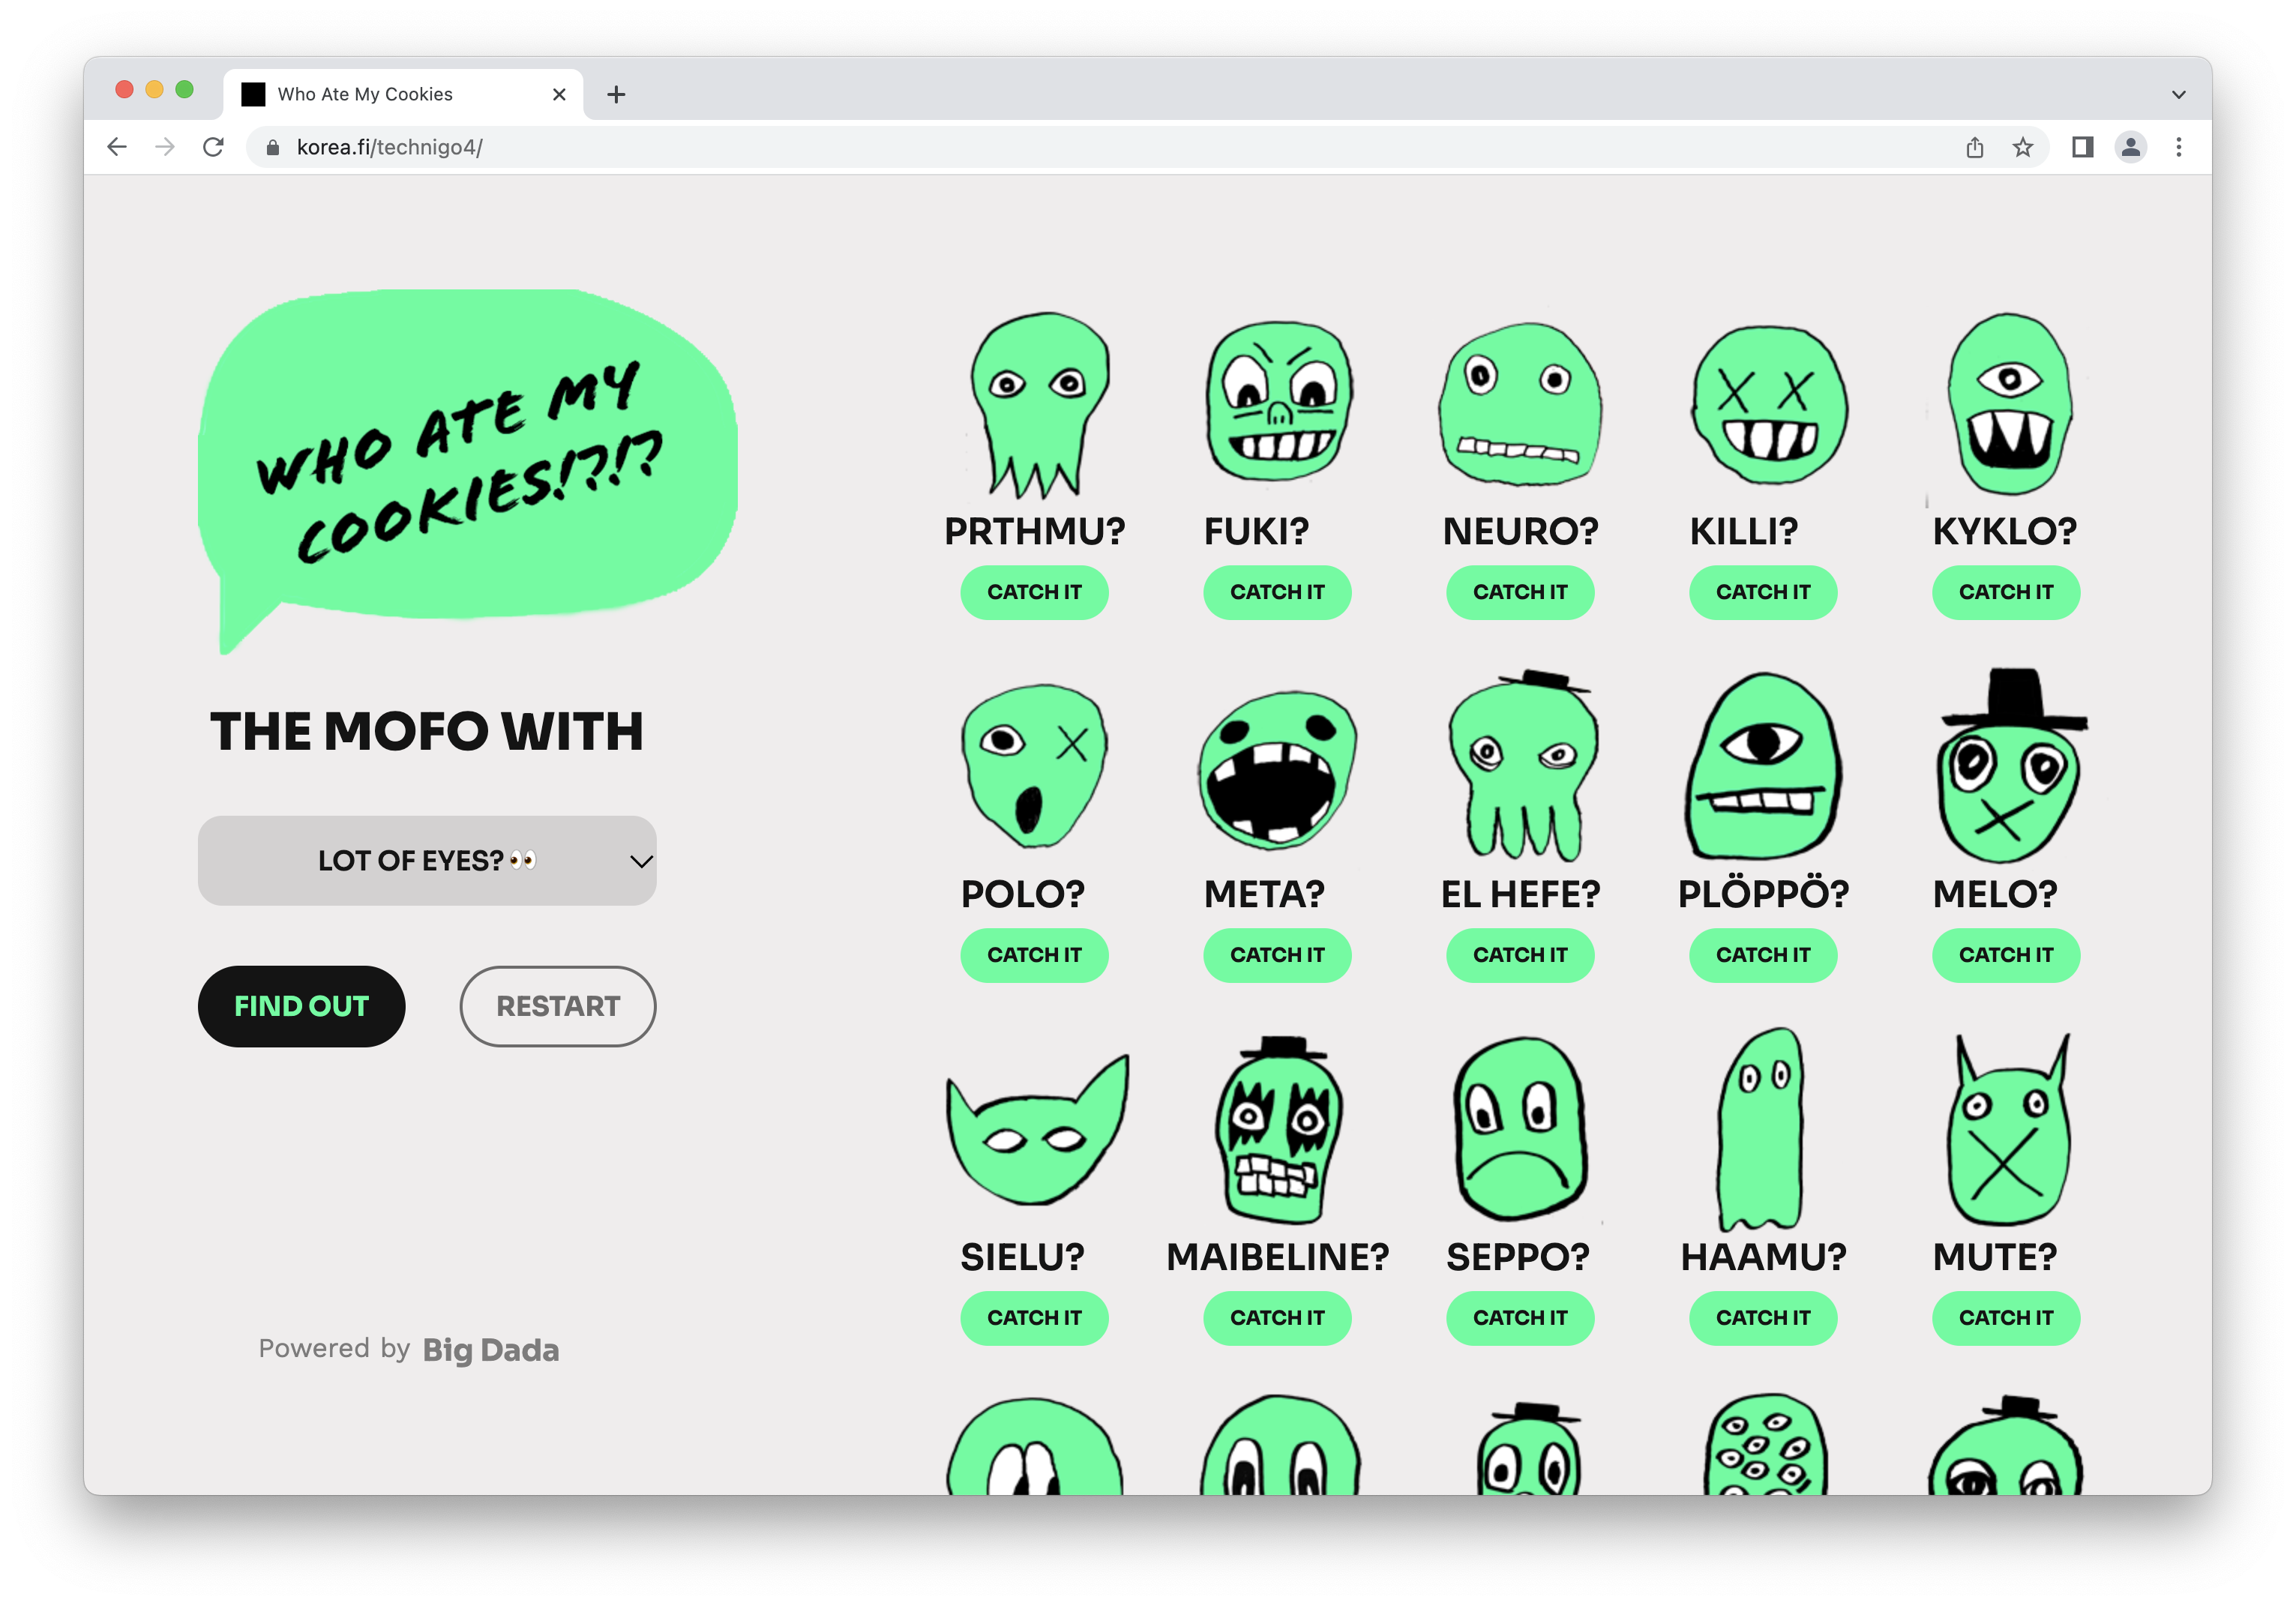 Who Ate My Cookies
korea.fi/technigo4/
WHO ATE MY
COOKIES!?!?
THE MOFO WITH
LOT OF EYES? 👀
FIND OUT
RESTART
Powered by Big Dada
PRTHMU?
FUKI?
NEURO?
KILLI?
KYKLO?
CATCH IT
CATCH IT
CATCH IT
CATCH IT
CATCH IT
POLO?
META?
EL HEFE?
PLÖPPÖ?
MELO?
CATCH IT
CATCH IT
CATCH IT
CATCH IT
CATCH IT
SIELU?
MAIBELINE?
SEPPO?
HAAMU?
MUTE?
CATCH IT
CATCH IT
CATCH IT
CATCH IT
CATCH IT